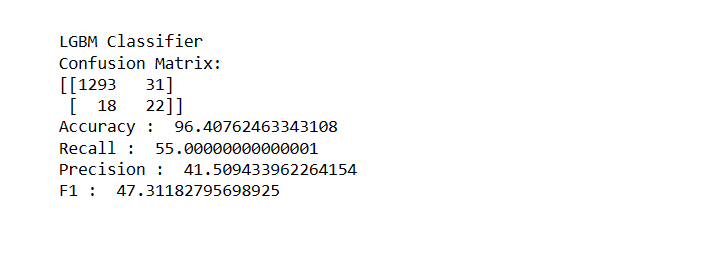 LGBM Classifier
Confusion Matrix:
[[1293   31]
 [  18   22]]
Accuracy :  96.40762463343108
Recall :  55.00000000000001
Precision :  41.509433962264154
F1 :  47.31182795698925